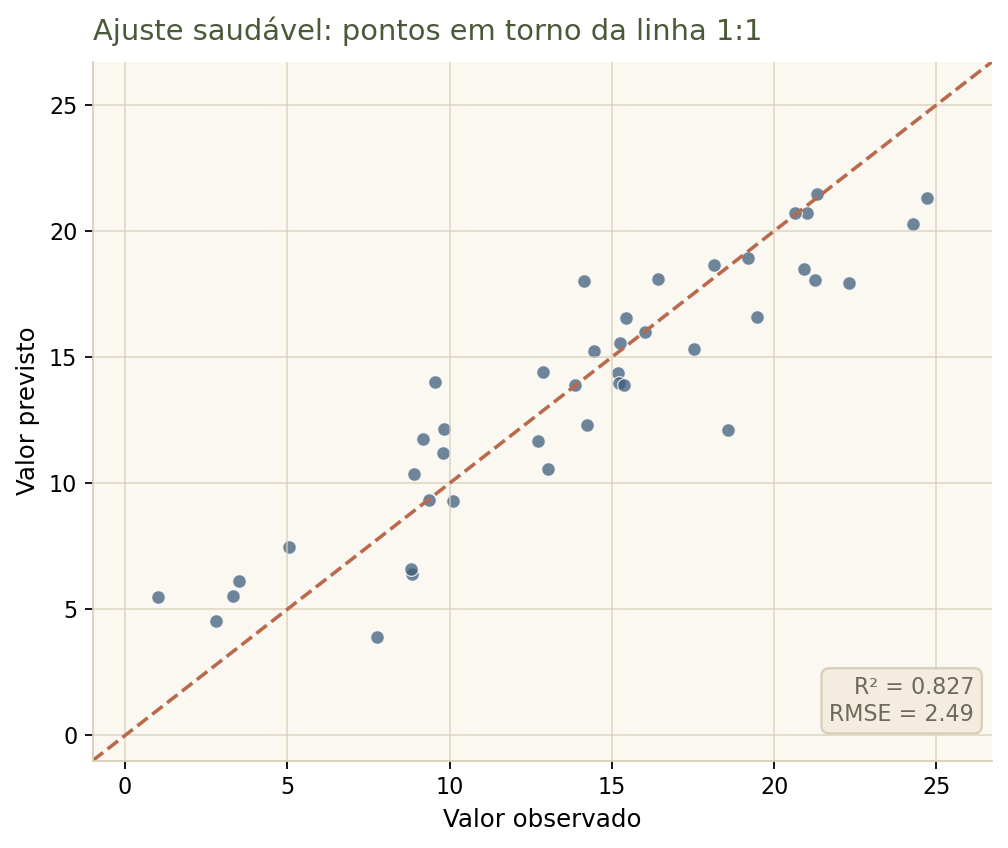 Ajuste saudável: pontos em torno da linha 1:1
Valor previsto
25
20
15
10
5
0
R² = 0.827
RMSE = 2.49
0 5 10 15 20 25
Valor observado